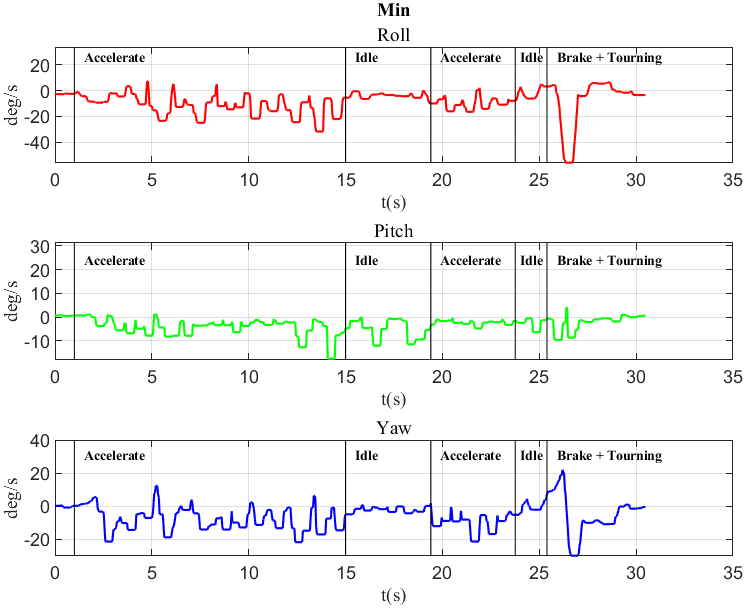 Min
Roll
Accelerate Idle Accelerate Idle Brake + Tourning
20
0
-20
-40
deg/s
0 5 10 15 20 25 30 35
t(s)
Pitch
Accelerate Idle Accelerate Idle Brake + Tourning
30
20
10
0
-10
deg/s
0 5 10 15 20 25 30 35
t(s)
Yaw
Accelerate Idle Accelerate Idle Brake + Tourning
40
20
0
-20
deg/s
0 5 10 15 20 25 30 35
t(s)